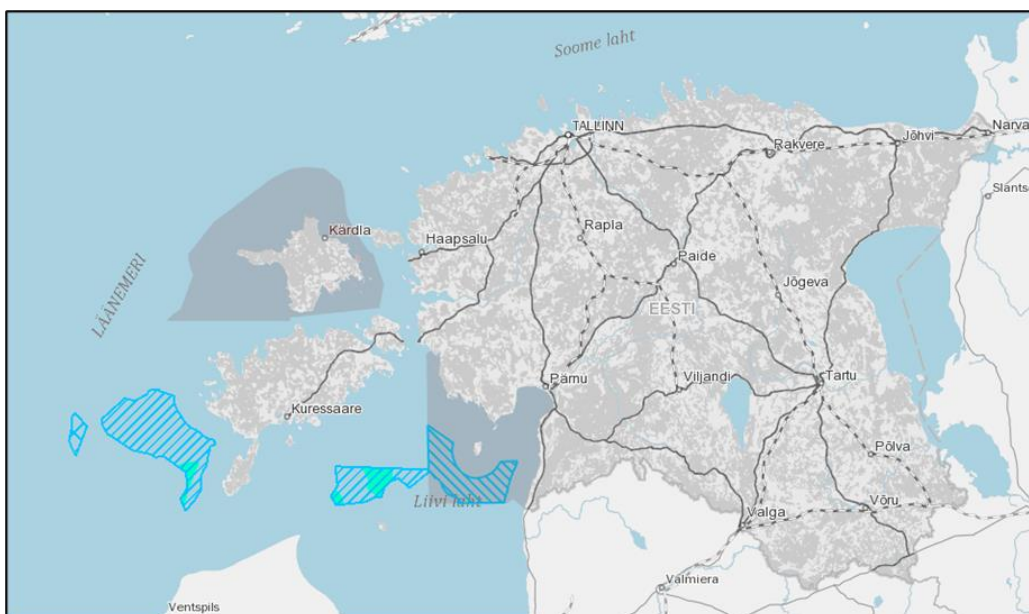 Soome laht
TALLINN
Narva
Rakvere
Jõhvi
Slants
Kärdla
Haapsalu
Rapla
Paide
LÄÄNEMERI
Jõgeva
EESTI
Pärnu
Viljandi
Tartu
Kuressaare
Põlva
Liivi laht
Võru
Valga
Valmiera
Ventspils